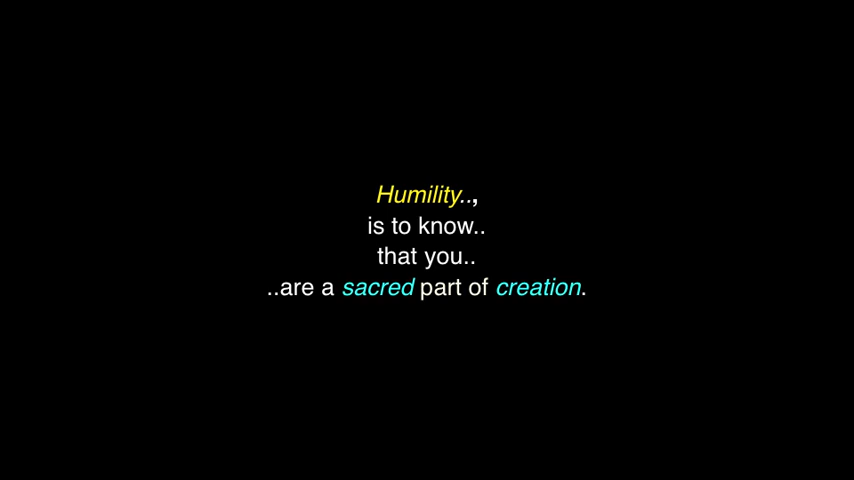 Humility..,
is to know..
that you..
..are a sacred part of creation.